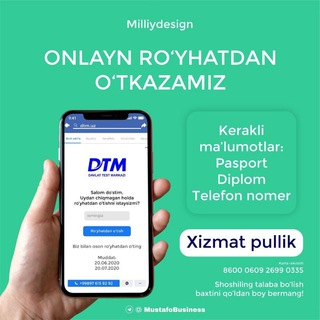 Milliydesign
ONLAYN RO‘YHATDAN
O‘TKAZAMIZ
dtm.uz
DTM
DAVLAT TEST MARKAZI
Salom do‘stim,
Uydan chiqmagan holda
ro‘yhatdan o‘tishni istaysizmi?
Ro‘yhatdan o‘tish
Biz bilan oson ro‘yhatdan o‘ting
Muddati:
22.06.2020
20.07.2020
Kerakli
ma’lumotlar:
Pasport
Diplom
Telefon nomer
Xizmat pullik
8600 0609 2699 0335
Shoshiling talaba bo‘lish
baxtini qo‘ldan boy bermang!
@MustafoBusiness